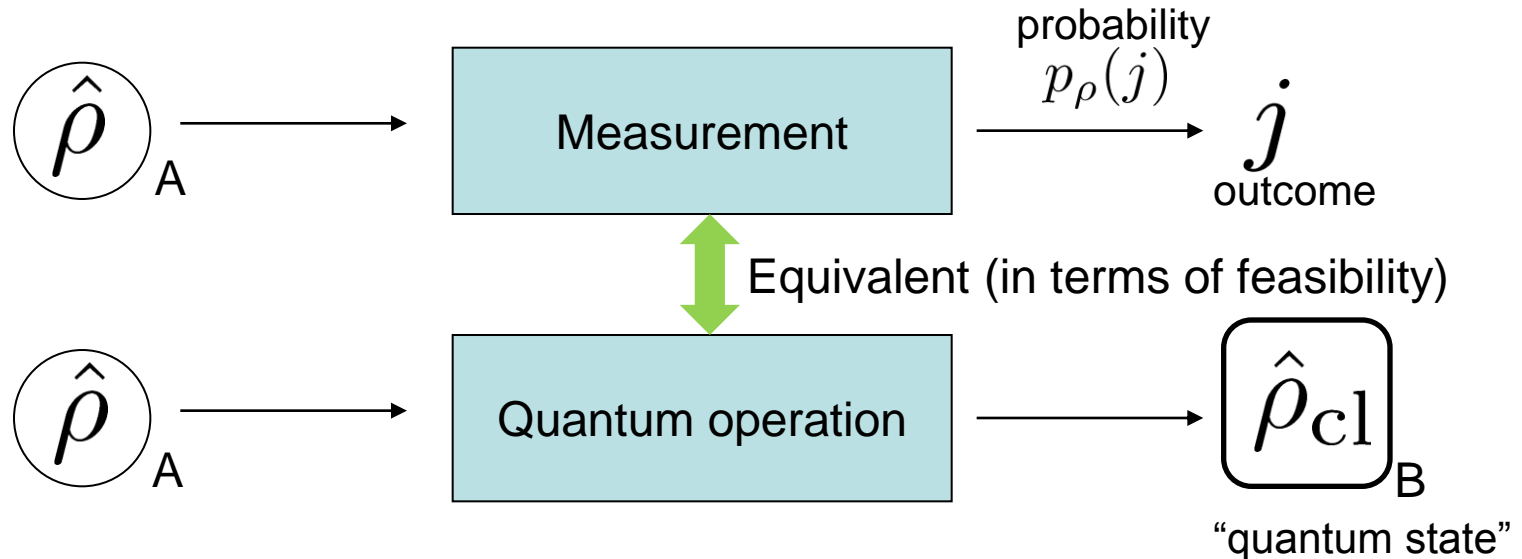 probability
ρ̂ A Measurement p_ρ(j) j
outcome
Equivalent (in terms of feasibility)
ρ̂ A Quantum operation ρ̂_cl B
“quantum state”